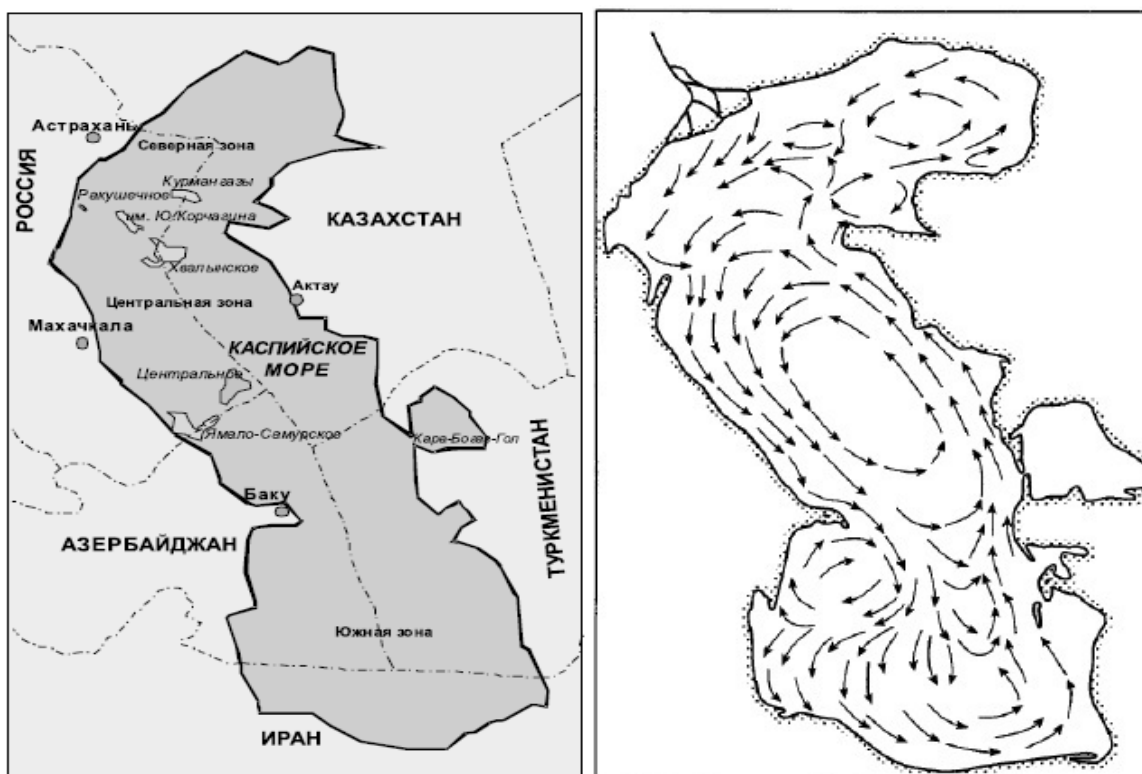 Астрахань
Северная зона
РОССИЯ
Курмангазы
Ракушечное
им. Ю.Корчагина
КАЗАХСТАН
Хвалынское
Актау
Центральная зона
Махачкала
КАСПИЙСКОЕ
МОРЕ
Центральное
Ямало-Самурское
Кара-Богаз-Гол
ТУРКМЕНИСТАН
Баку
АЗЕРБАЙДЖАН
Южная зона
ИРАН